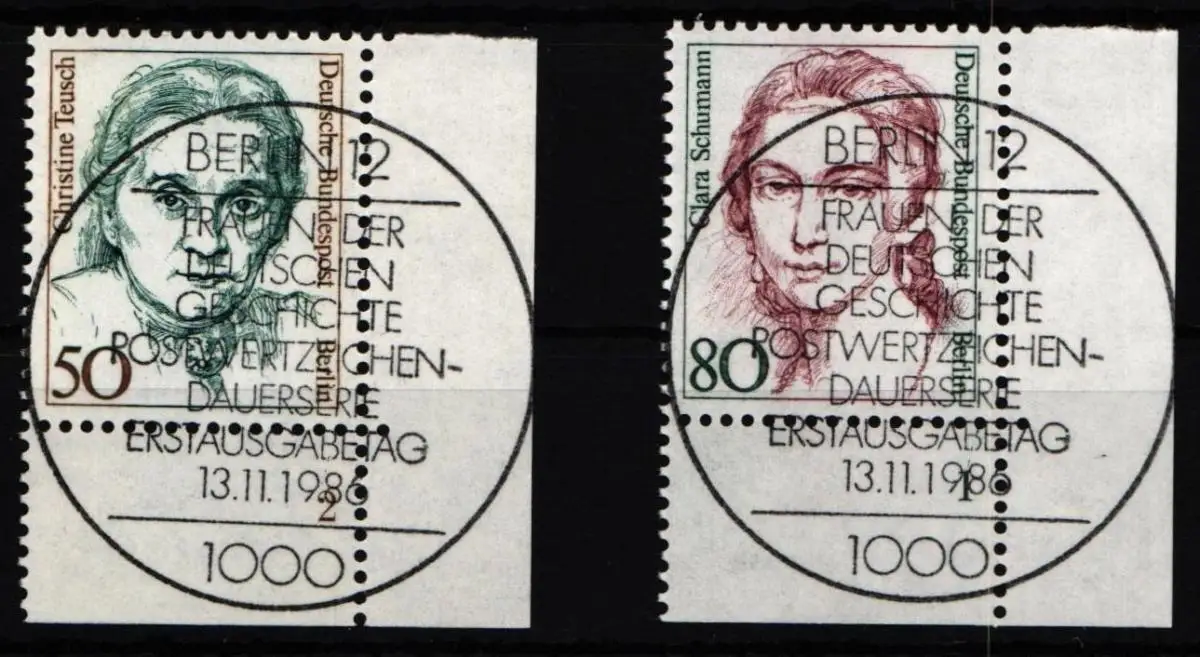 Christine Teusch
Deutsche Bundespost Berlin
50
BERLIN 12
FRAUEN DER
DEUTSCHEN
GESCHICHTE
POSTWERTZEICHEN-
DAUERSERIE
ERSTAUSGABETAG
13.11.1986
2
1000
Clara Schumann
Deutsche Bundespost Berlin
80
BERLIN 12
FRAUEN DER
DEUTSCHEN
GESCHICHTE
POSTWERTZEICHEN-
DAUERSERIE
ERSTAUSGABETAG
13.11.1986
1
1000